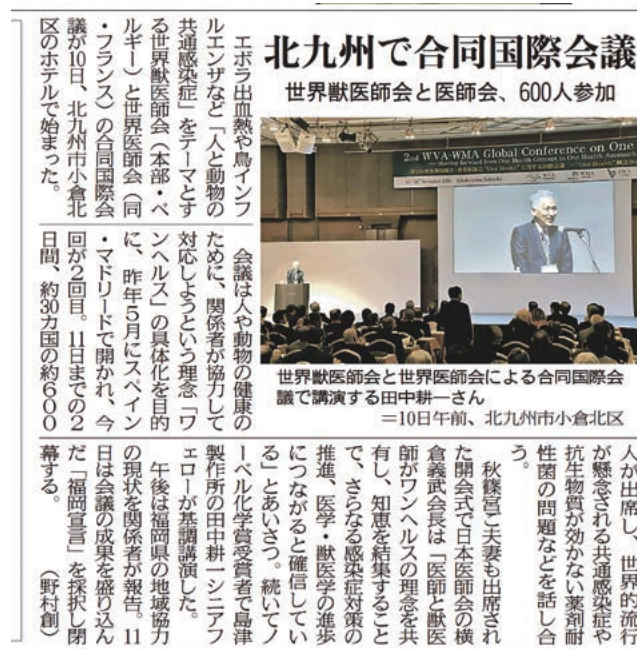 北九州で合同国際会議
世界獣医師会と医師会、600人参加
2nd WVA-WMA Global Conference on One
Moving forward from One Health Concept to One Health Approach
世界獣医師会と世界医師会による合同国際会
議で講演する田中耕一さん
＝10日午前、北九州市小倉北区
エボラ出血熱や鳥インフ
ルエンザなど「人と動物の
共通感染症」をテーマとす
る世界獣医師会（本部・ベ
ルギー）と世界医師会（同
・フランス）の合同国際会
議が10日、北九州市小倉北
区のホテルで始まった。
会議は人や動物の健康の
ために、関係者が協力して
対応しようという理念「ワ
ンヘルス」の具体化を目的
に、昨年５月にスペイン
・マドリードで開かれ、今
回が２回目。11日までの２
日間、約30カ国の約６００
人が出席し、世界的流行
が懸念される共通感染症や
抗生物質が効かない薬剤耐
性菌の問題などを話し合
う。
秋篠宮ご夫妻も出席され
た開会式で日本医師会の横
倉義武会長は「医師と獣医
師がワンヘルスの理念を共
有し、知恵を結集すること
で、さらなる感染症対策の
推進、医学・獣医学の進歩
につながると確信してい
る」とあいさつ。続いてノ
ーベル化学賞受賞者で島津
製作所の田中耕一シニアフ
ェローが基調講演した。
午後は福岡県の地域協力
の現状を関係者が報告。11
日は会議の成果を盛り込ん
だ「福岡宣言」を採択し閉
幕する。
（野村創）